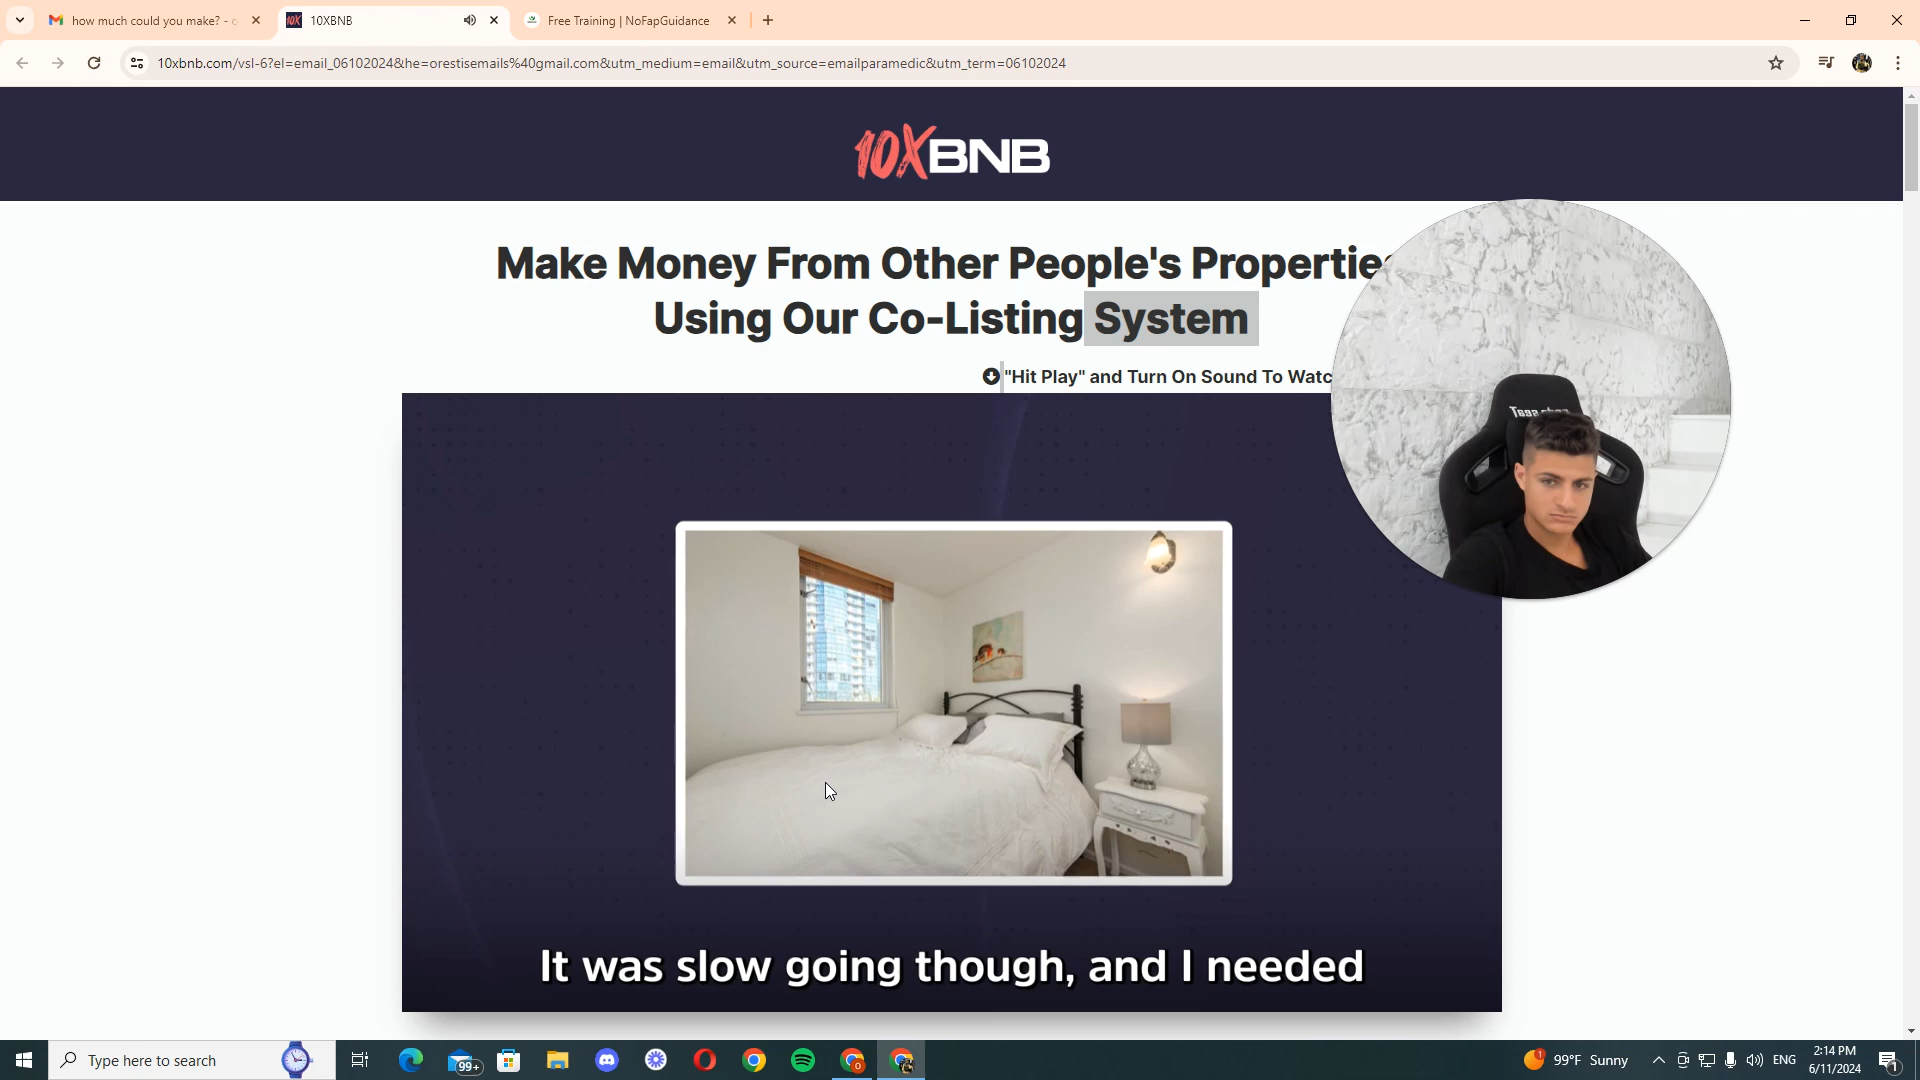 how much could you make? - o
10XBNB
Free Training | NoFapGuidance
10xbnb.com/vsl-6?el=email_06102024&he=orestisemails%40gmail.com&utm_medium=email&utm_source=emailparamedic&utm_term=06102024
10XBNB
Make Money From Other People's Properties
Using Our Co-Listing System
"Hit Play" and Turn On Sound To Watc
It was slow going though, and I needed
Type here to search
99+
99°F Sunny
ENG
2:14 PM
6/11/2024
1